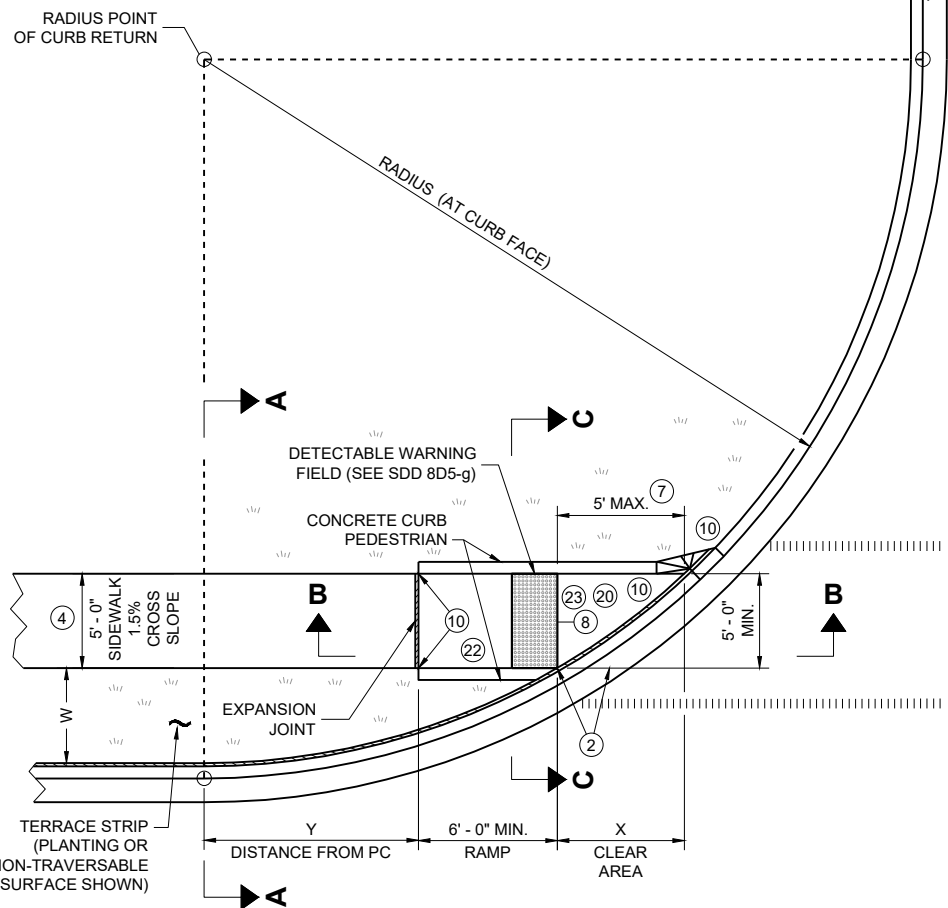 RADIUS POINT
OF CURB RETURN
RADIUS (AT CURB FACE)
A
C
DETECTABLE WARNING
FIELD (SEE SDD 8D5-g)
5' MAX.
7
CONCRETE CURB
PEDESTRIAN
10
4
5' - 0"
SIDEWALK
1.5%
CROSS
SLOPE
B
10
22
23
20
10
8
5' - 0"
MIN.
B
W
EXPANSION
JOINT
2
C
TERRACE STRIP
(PLANTING OR
NON-TRAVERSABLE
SURFACE SHOWN)
Y
DISTANCE FROM PC
6' - 0" MIN.
RAMP
X
CLEAR
AREA
A